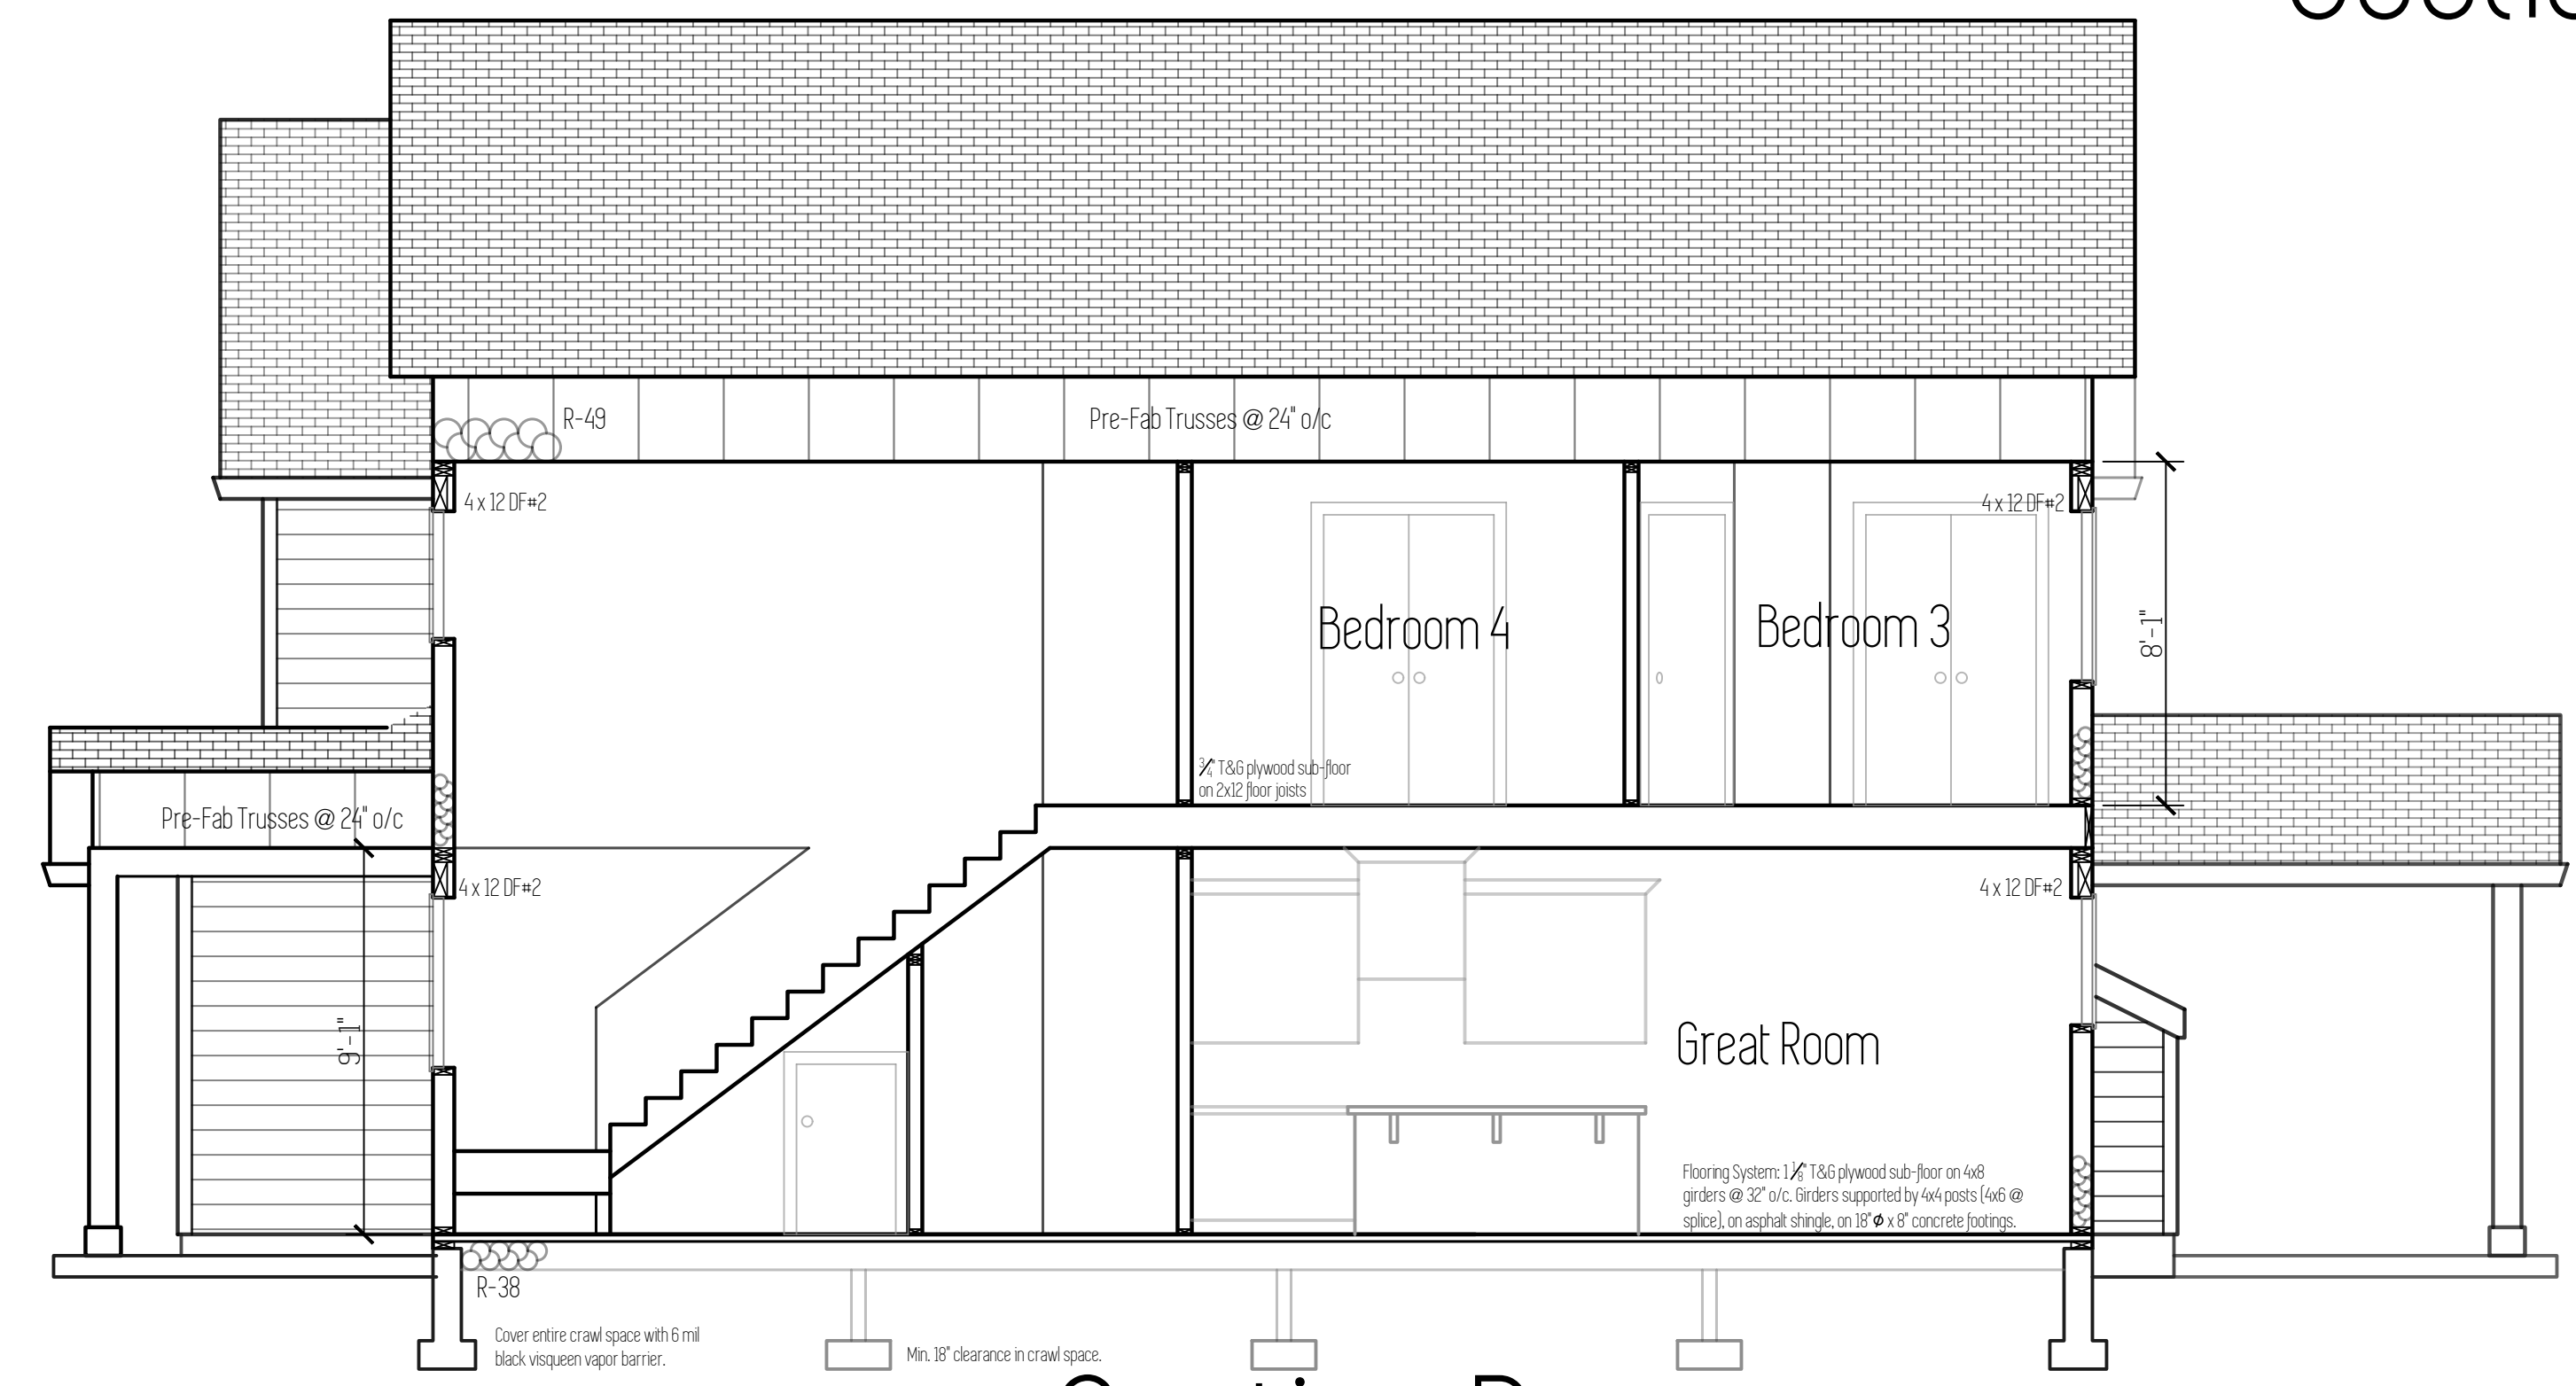 R-49
Pre-Fab Trusses @ 24" o/c
4 x 12 DF#2
4 x 12 DF#2
Bedroom 4
Bedroom 3
8'-1"
3/4" T&G plywood sub-floor
on 2x12 floor joists
Pre-Fab Trusses @ 24" o/c
4 x 12 DF#2
4 x 12 DF#2
9'-1"
Great Room
Flooring System: 1 1/8" T&G plywood sub-floor on 4x8
girders @ 32" o/c. Girders supported by 4x4 posts (4x6 @
splice), on asphalt shingle, on 18"ø x 8" concrete footings.
R-38
Cover entire crawl space with 6 mil
black visqueen vapor barrier.
Min. 18" clearance in crawl space.